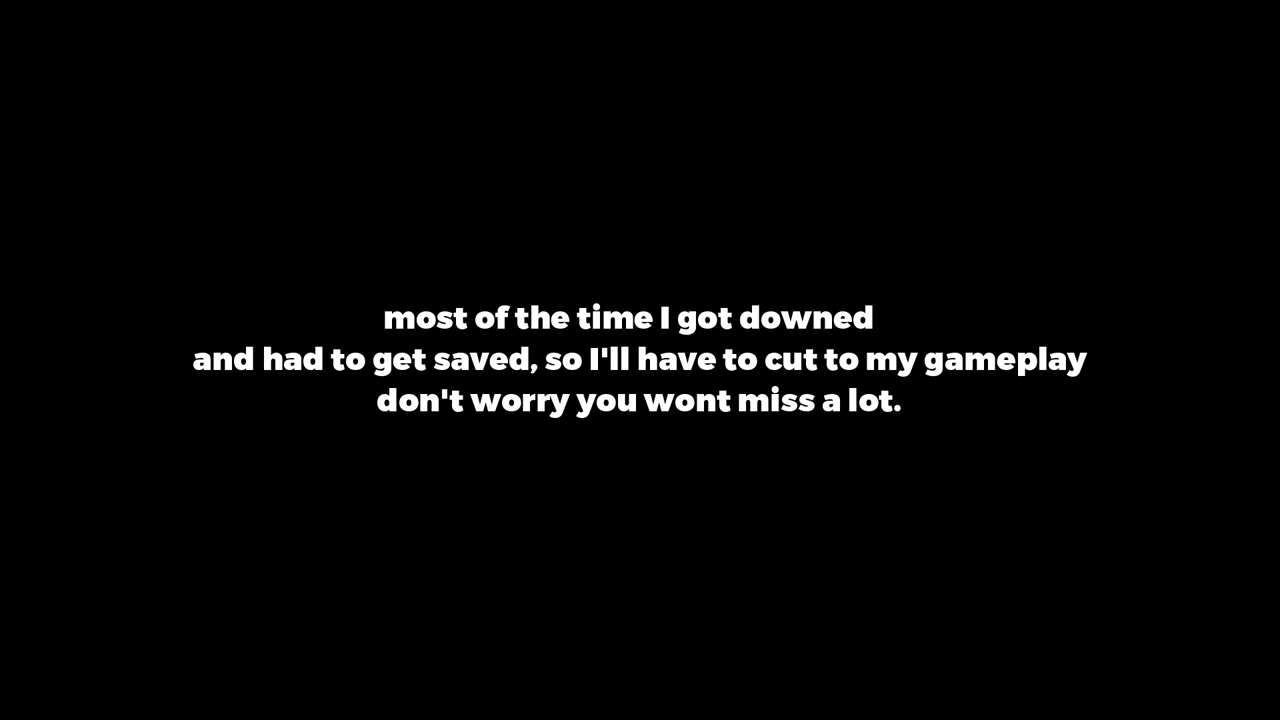 most of the time I got downed
and had to get saved, so I'll have to cut to my gameplay
don't worry you wont miss a lot.